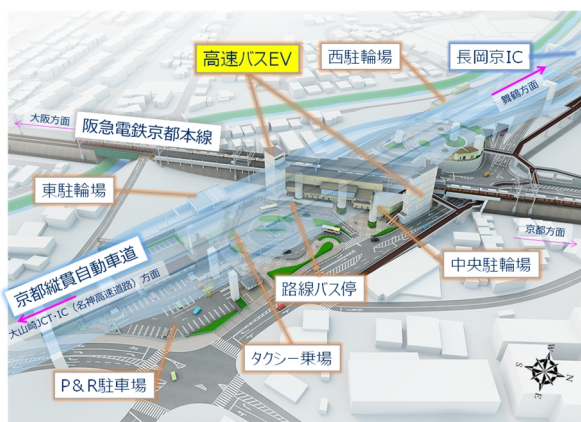 高速バスEV
西駐輪場
長岡京IC
舞鶴方面
大阪方面
阪急電鉄京都本線
東駐輪場
京都方面
京都縦貫自動車道
大山崎JCT・IC（名神高速道路）方面
路線バス停
中央駐輪場
タクシー乗場
P&R駐車場
W
S
N
E